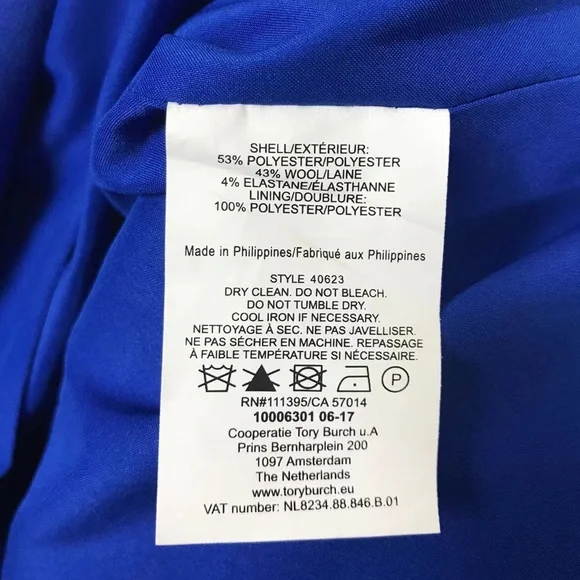 SHELL/EXTÉRIEUR:
53% POLYESTER/POLYESTER
43% WOOL/LAINE
4% ELASTANE/ÉLASTHANNE
LINING/DOUBLURE:
100% POLYESTER/POLYESTER
Made in Philippines/Fabriqué aux Philippines
STYLE 40623
DRY CLEAN. DO NOT BLEACH.
DO NOT TUMBLE DRY.
COOL IRON IF NECESSARY.
NETTOYAGE À SEC. NE PAS JAVELLISER.
NE PAS SÉCHER EN MACHINE. REPASSAGE
À FAIBLE TEMPÉRATURE SI NÉCESSAIRE.
P
RN#111395/CA 57014
10006301 06-17
Cooperatie Tory Burch u.A
Prins Bernharplein 200
1097 Amsterdam
The Netherlands
www.toryburch.eu
VAT number: NL8234.88.846.B.01